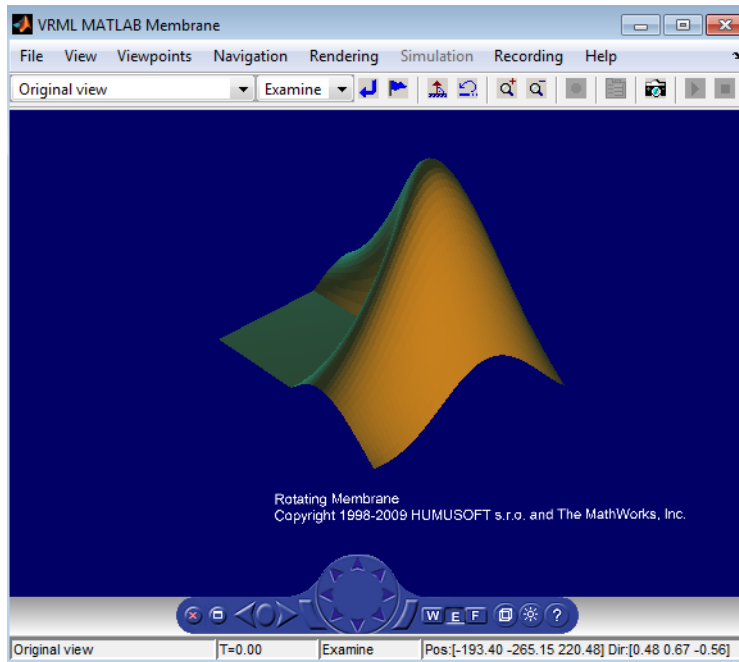 VRML MATLAB Membrane
File View Viewpoints Navigation Rendering Simulation Recording Help
Original view Examine
Rotating Membrane
Copyright 1998-2009 HUMUSOFT s.r.o. and The MathWorks, Inc.
W E F ?
Original view T=0.00 Examine Pos:[-193.40 -265.15 220.48] Dir:[0.48 0.67 -0.56]